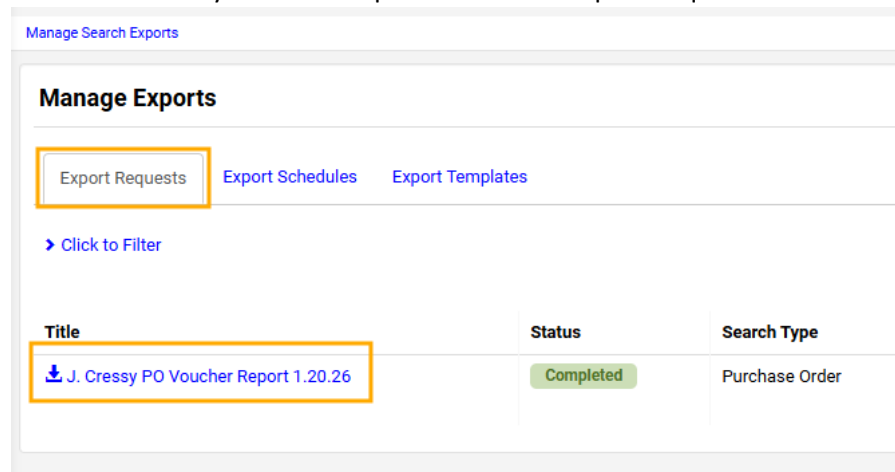 Manage Search Exports
Manage Exports
Export Requests Export Schedules Export Templates
Click to Filter
Title Status Search Type
J. Cressy PO Voucher Report 1.20.26 Completed Purchase Order